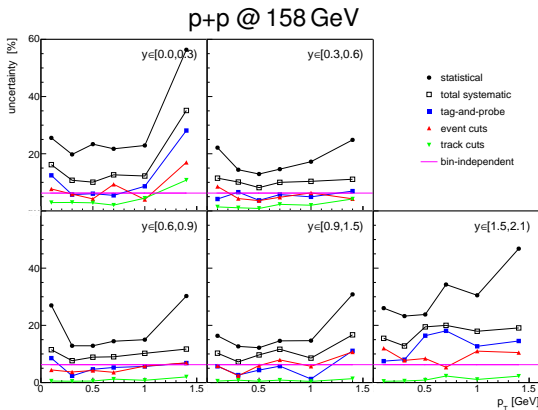 p+p @ 158 GeV
uncertainty [%]
60
40
20
0
y∈[0.0,0.3)
y∈[0.3,0.6)
statistical
total systematic
tag-and-probe
event cuts
track cuts
bin-independent
40
20
0
y∈[0.6,0.9)
y∈[0.9,1.5)
y∈[1.5,2.1)
0 0.5 1 1.5
0.5 1 1.5
0.5 1 1.5
p_T [GeV]